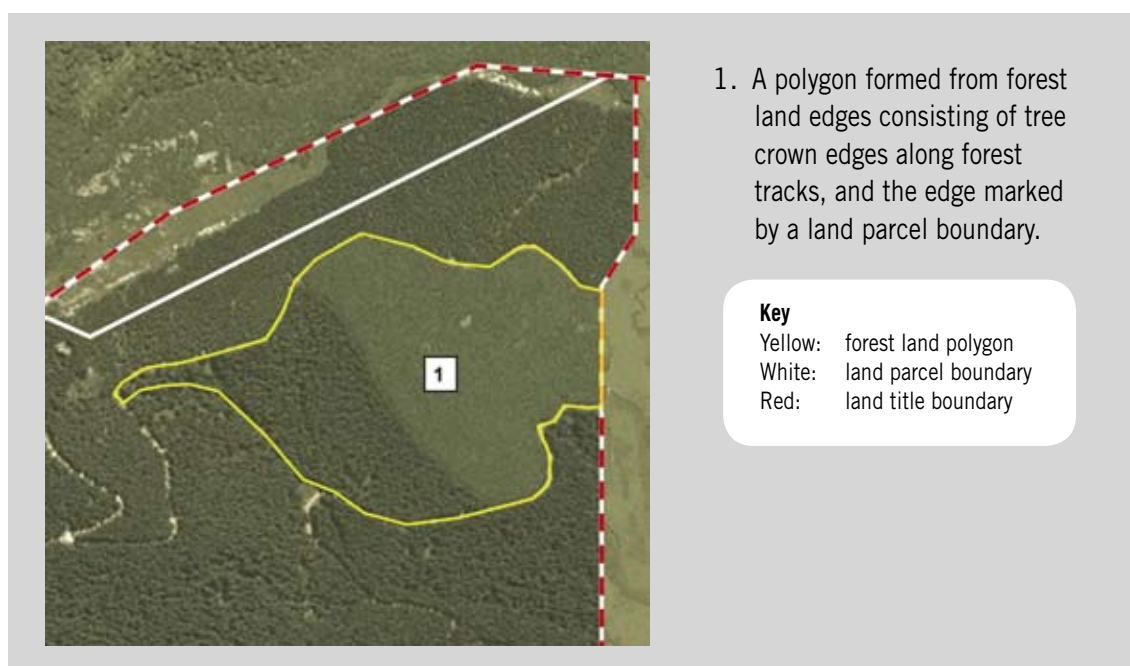 1. A polygon formed from forest
land edges consisting of tree
crown edges along forest
tracks, and the edge marked
by a land parcel boundary.
1
Key
Yellow: forest land polygon
White: land parcel boundary
Red: land title boundary